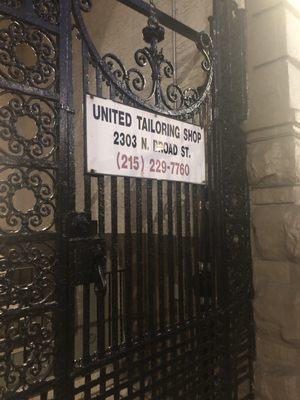 UNITED TAILORING SHOP
2303 N. BROAD ST.
(215) 229-7760